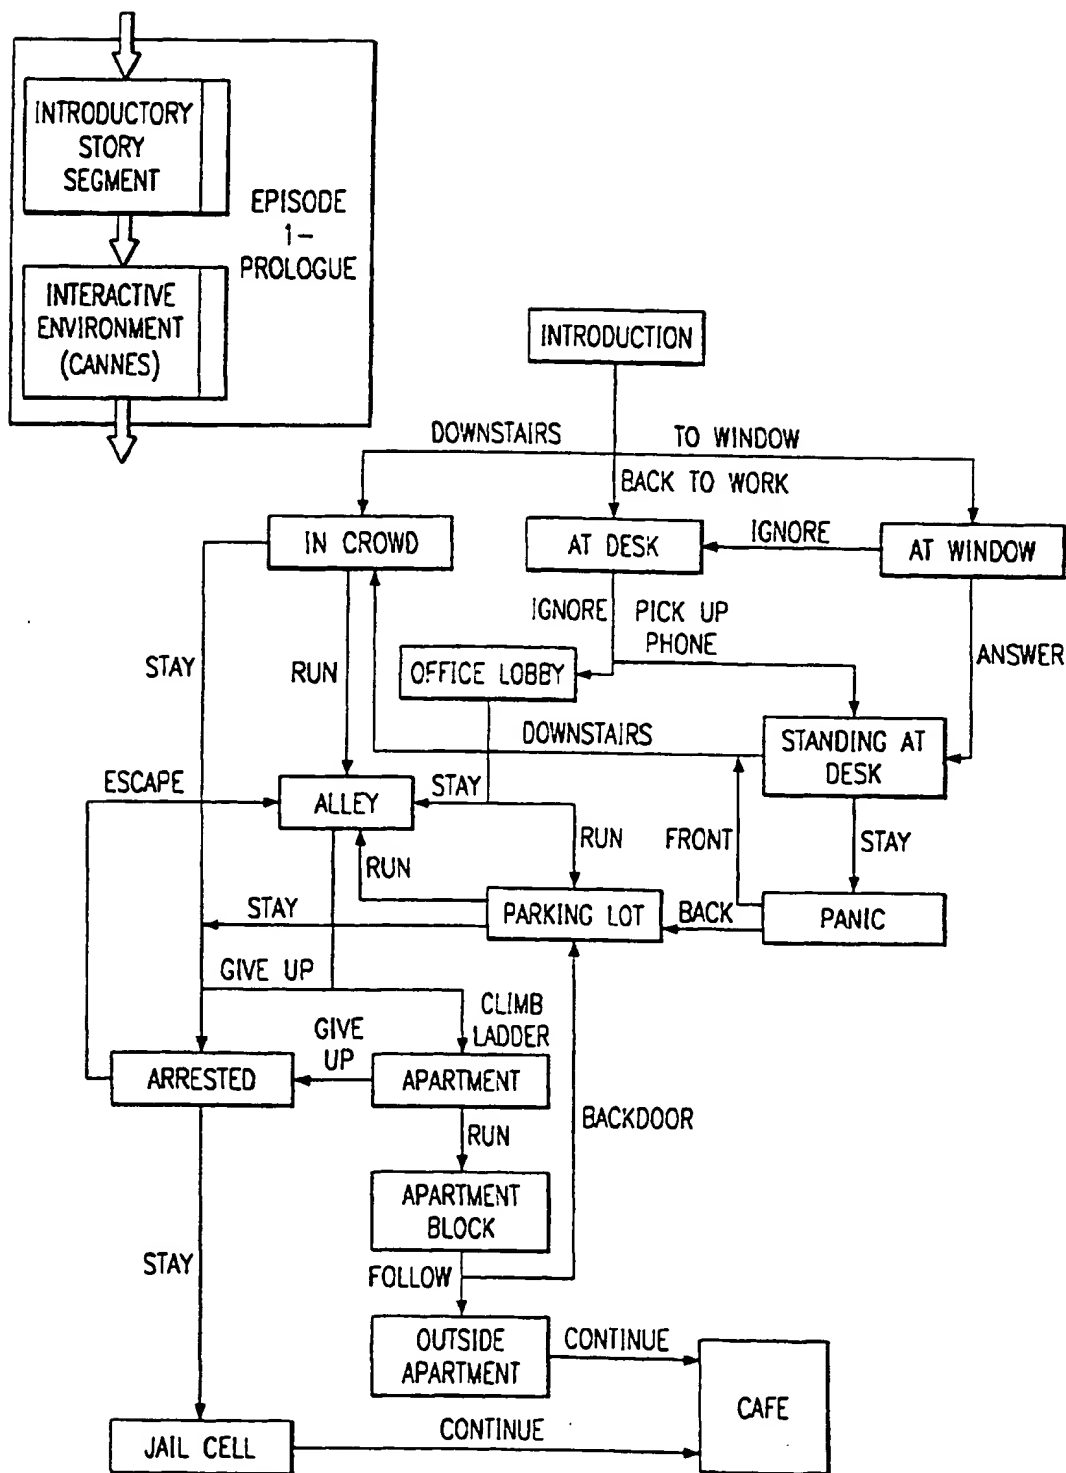 INTRODUCTORY
STORY
SEGMENT
EPISODE
1-
PROLOGUE
INTERACTIVE
ENVIRONMENT
(CANNES)
INTRODUCTION
DOWNSTAIRS
TO WINDOW
BACK TO WORK
IN CROWD
AT DESK
IGNORE
AT WINDOW
IGNORE
PICK UP
PHONE
STAY
RUN
OFFICE LOBBY
ANSWER
DOWNSTAIRS
STANDING AT
DESK
ESCAPE
ALLEY
STAY
RUN
RUN
FRONT
STAY
STAY
PARKING LOT
BACK
PANIC
GIVE UP
CLIMB
LADDER
GIVE
UP
ARRESTED
APARTMENT
BACKDOOR
RUN
APARTMENT
BLOCK
STAY
FOLLOW
OUTSIDE
APARTMENT
CONTINUE
CAFE
JAIL CELL
CONTINUE